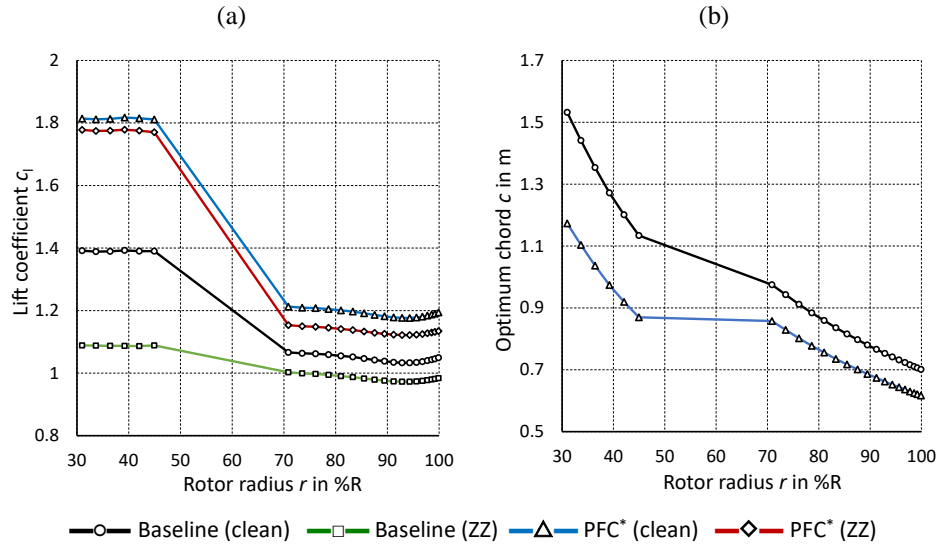 (a)
(b)
Lift coefficient cl
2
1.8
1.6
1.4
1.2
1
0.8
30 40 50 60 70 80 90 100
Rotor radius r in %R
Optimum chord c in m
1.7
1.5
1.3
1.1
0.9
0.7
0.5
30 40 50 60 70 80 90 100
Rotor radius r in %R
Baseline (clean) Baseline (ZZ) PFC* (clean) PFC* (ZZ)